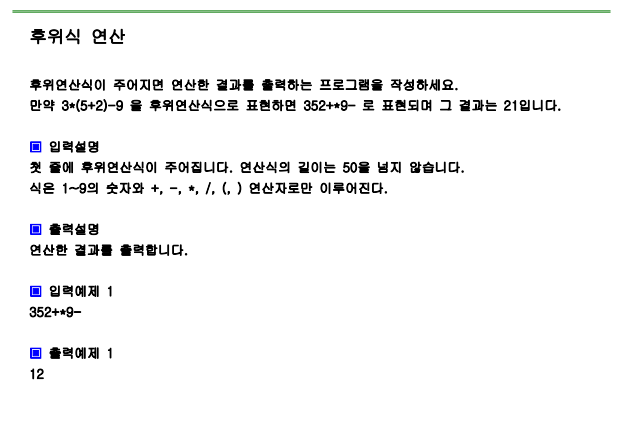 후위식 연산
후위연산식이 주어지면 연산한 결과를 출력하는 프로그램을 작성하세요.
만약 3*(5+2)-9 을 후위연산식으로 표현하면 352+*9- 로 표현되며 그 결과는 21입니다.
▣ 입력설명
첫 줄에 후위연산식이 주어집니다. 연산식의 길이는 50을 넘지 않습니다.
식은 1~9의 숫자와 +, -, *, /, (, ) 연산자로만 이루어진다.
▣ 출력설명
연산한 결과를 출력합니다.
▣ 입력예제 1
352+*9-
▣ 출력예제 1
12